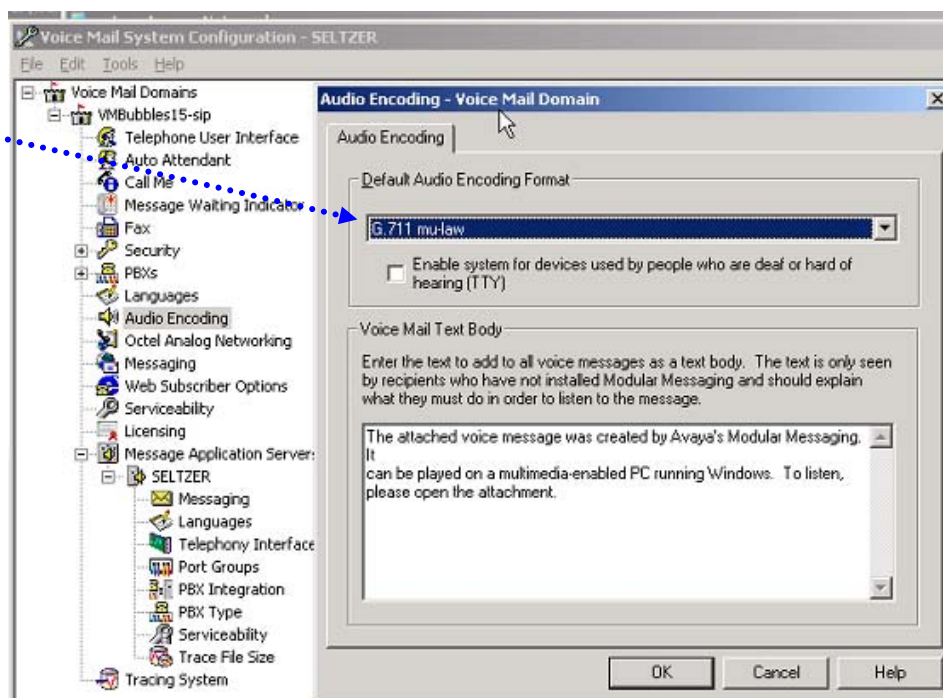 Voice Mail System Configuration - SELTZER
File Edit Tools Help
Voice Mail Domains
VMBubbles15-sip
Telephone User Interface
Auto Attendant
Call Me
Message Waiting Indicator
Fax
Security
PBXs
Languages
Audio Encoding
Octel Analog Networking
Messaging
Web Subscriber Options
Serviceability
Licensing
Message Application Servers
SELTZER
Messaging
Languages
Telephony Interface
Port Groups
PBX Integration
PBX Type
Serviceability
Trace File Size
Tracing System
Audio Encoding - Voice Mail Domain
Audio Encoding
Default Audio Encoding Format
G.711 mu-law
Enable system for devices used by people who are deaf or hard of
hearing (TTY)
Voice Mail Text Body
Enter the text to add to all voice messages as a text body. The text is only seen
by recipients who have not installed Modular Messaging and should explain
what they must do in order to listen to the message.
The attached voice message was created by Avaya's Modular Messaging.
It
can be played on a multimedia-enabled PC running Windows. To listen,
please open the attachment.
OK Cancel Help